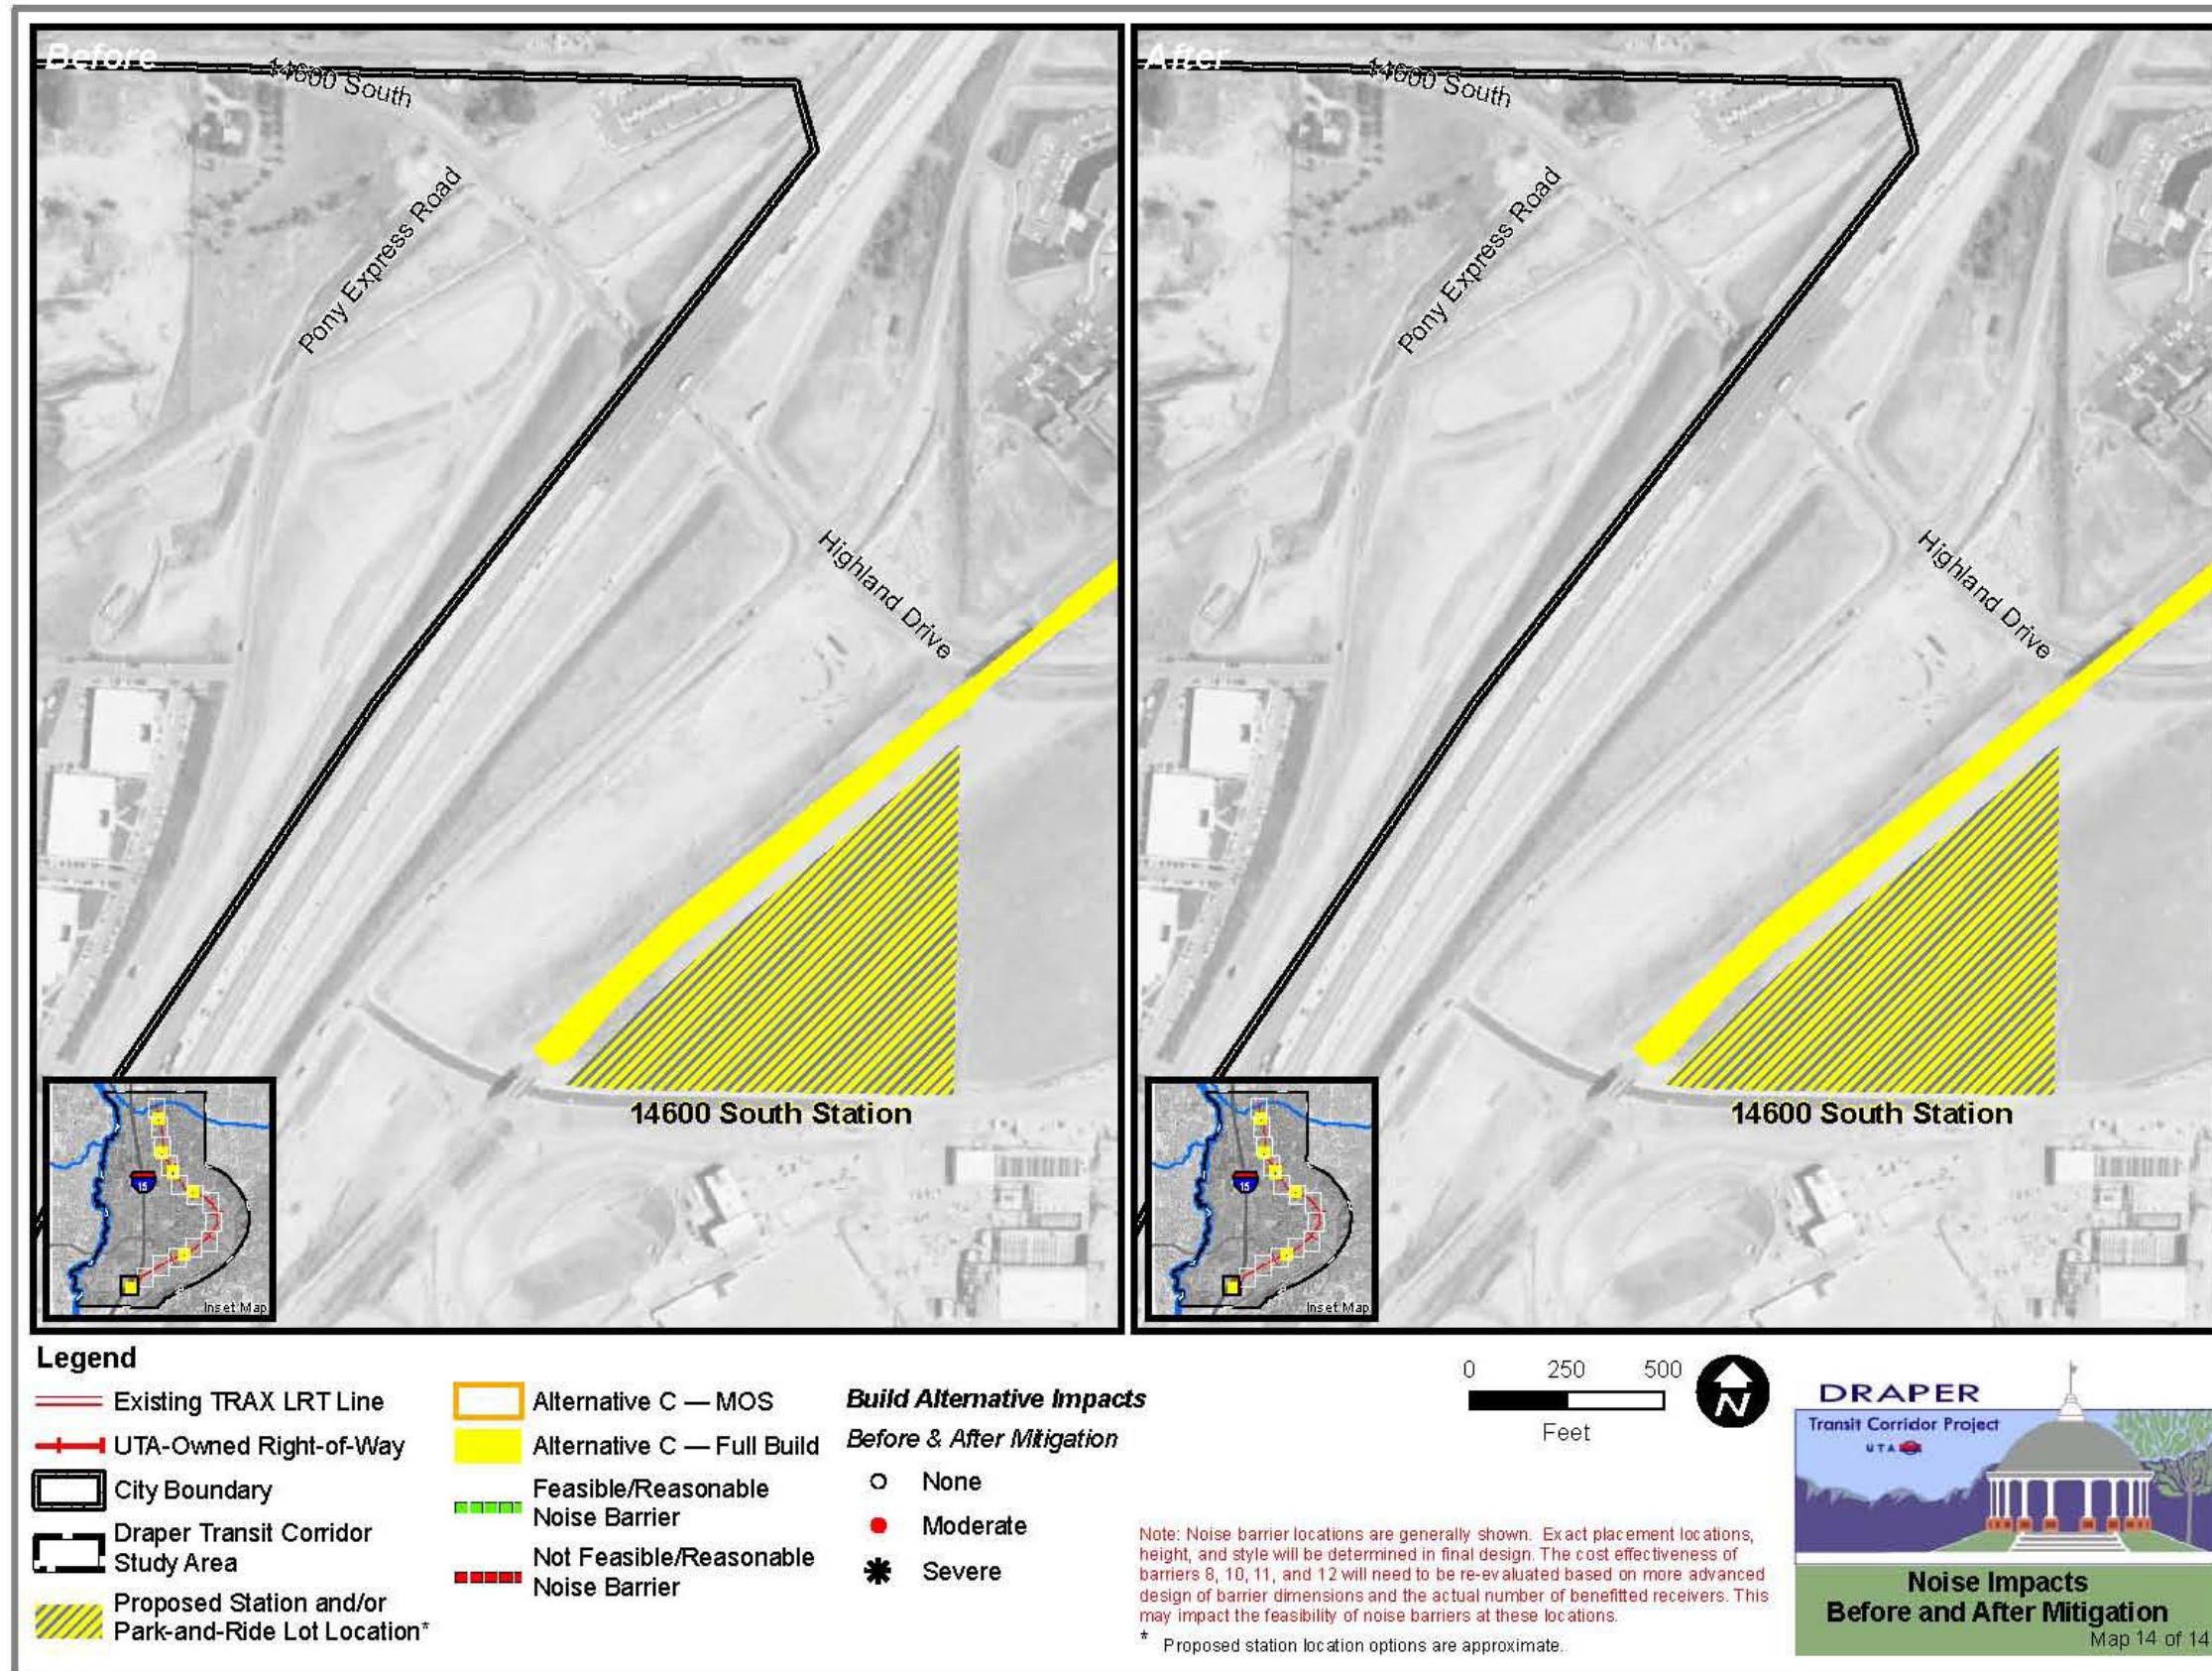 Before
14600 South
Pony Express Road
Highland Drive
14600 South Station
15
Inset Map
After
14600 South
Pony Express Road
Highland Drive
14600 South Station
15
Inset Map
Legend
Existing TRAX LRT Line
UTA-Owned Right-of-Way
City Boundary
Draper Transit Corridor
Study Area
Proposed Station and/or
Park-and-Ride Lot Location*
Alternative C — MOS
Alternative C — Full Build
Feasible/Reasonable
Noise Barrier
Not Feasible/Reasonable
Noise Barrier
Build Alternative Impacts
Before & After Mitigation
None
Moderate
Severe
0 250 500
Feet
N
Note: Noise barrier locations are generally shown. Exact placement locations,
height, and style will be determined in final design. The cost effectiveness of
barriers 8, 10, 11, and 12 will need to be re-evaluated based on more advanced
design of barrier dimensions and the actual number of benefitted receivers. This
may impact the feasibility of noise barriers at these locations.
* Proposed station location options are approximate.
DRAPER
Transit Corridor Project
UTA
Noise Impacts
Before and After Mitigation
Map 14 of 14